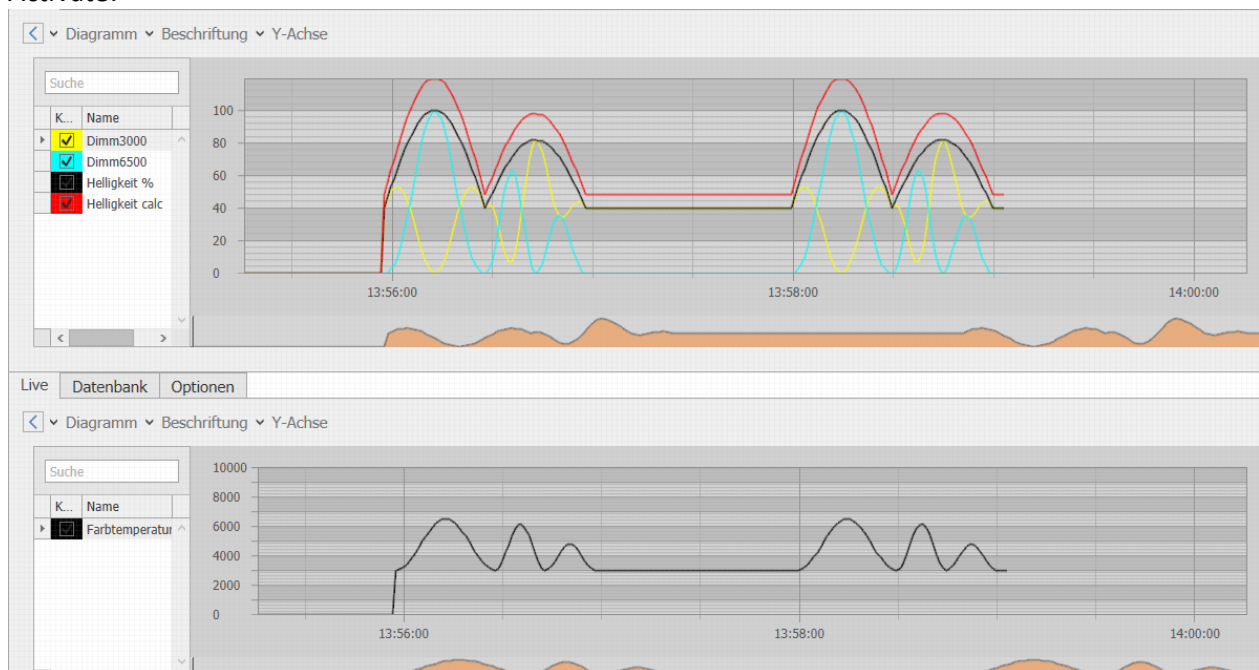 Diagramm Beschriftung Y-Achse
Suche
K... Name
Dimm3000
Dimm6500
Helligkeit %
Helligkeit calc
100
80
60
40
20
0
13:56:00 13:58:00 14:00:00
Live Datenbank Optionen
Diagramm Beschriftung Y-Achse
Suche
K... Name
Farbtemperatur
10000
8000
6000
4000
2000
0
13:56:00 13:58:00 14:00:00